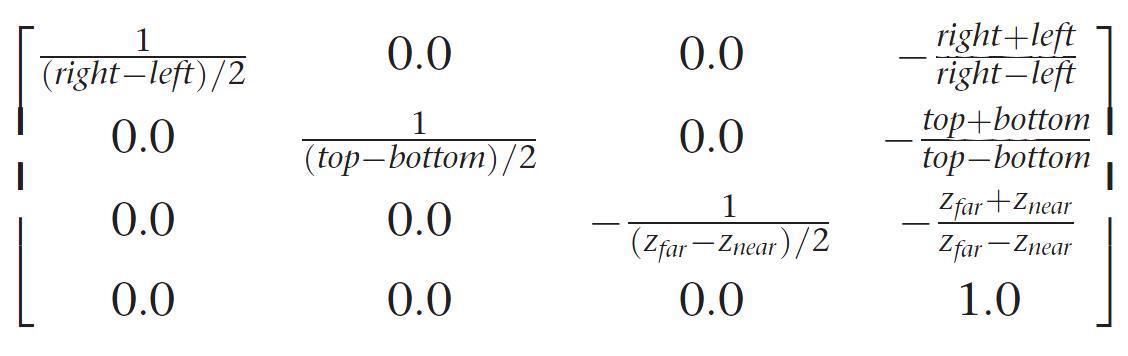 1/((right−left)/2) 0.0 0.0 −(right+left)/(right−left)
0.0 1/((top−bottom)/2) 0.0 −(top+bottom)/(top−bottom)
0.0 0.0 −1/((z_far−z_near)/2) −(z_far+z_near)/(z_far−z_near)
0.0 0.0 0.0 1.0